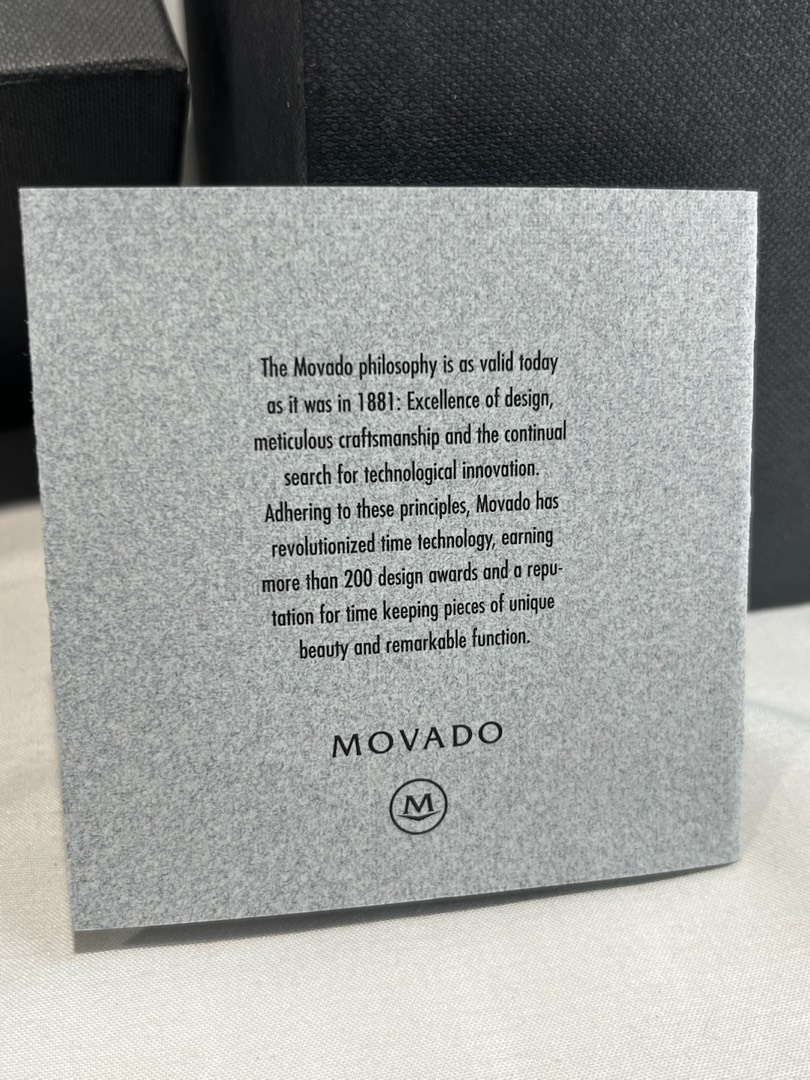 The Movado philosophy is as valid today
as it was in 1881: Excellence of design,
meticulous craftsmanship and the continual
search for technological innovation.
Adhering to these principles, Movado has
revolutionized time technology, earning
more than 200 design awards and a repu-
tation for time keeping pieces of unique
beauty and remarkable function.
MOVADO
M